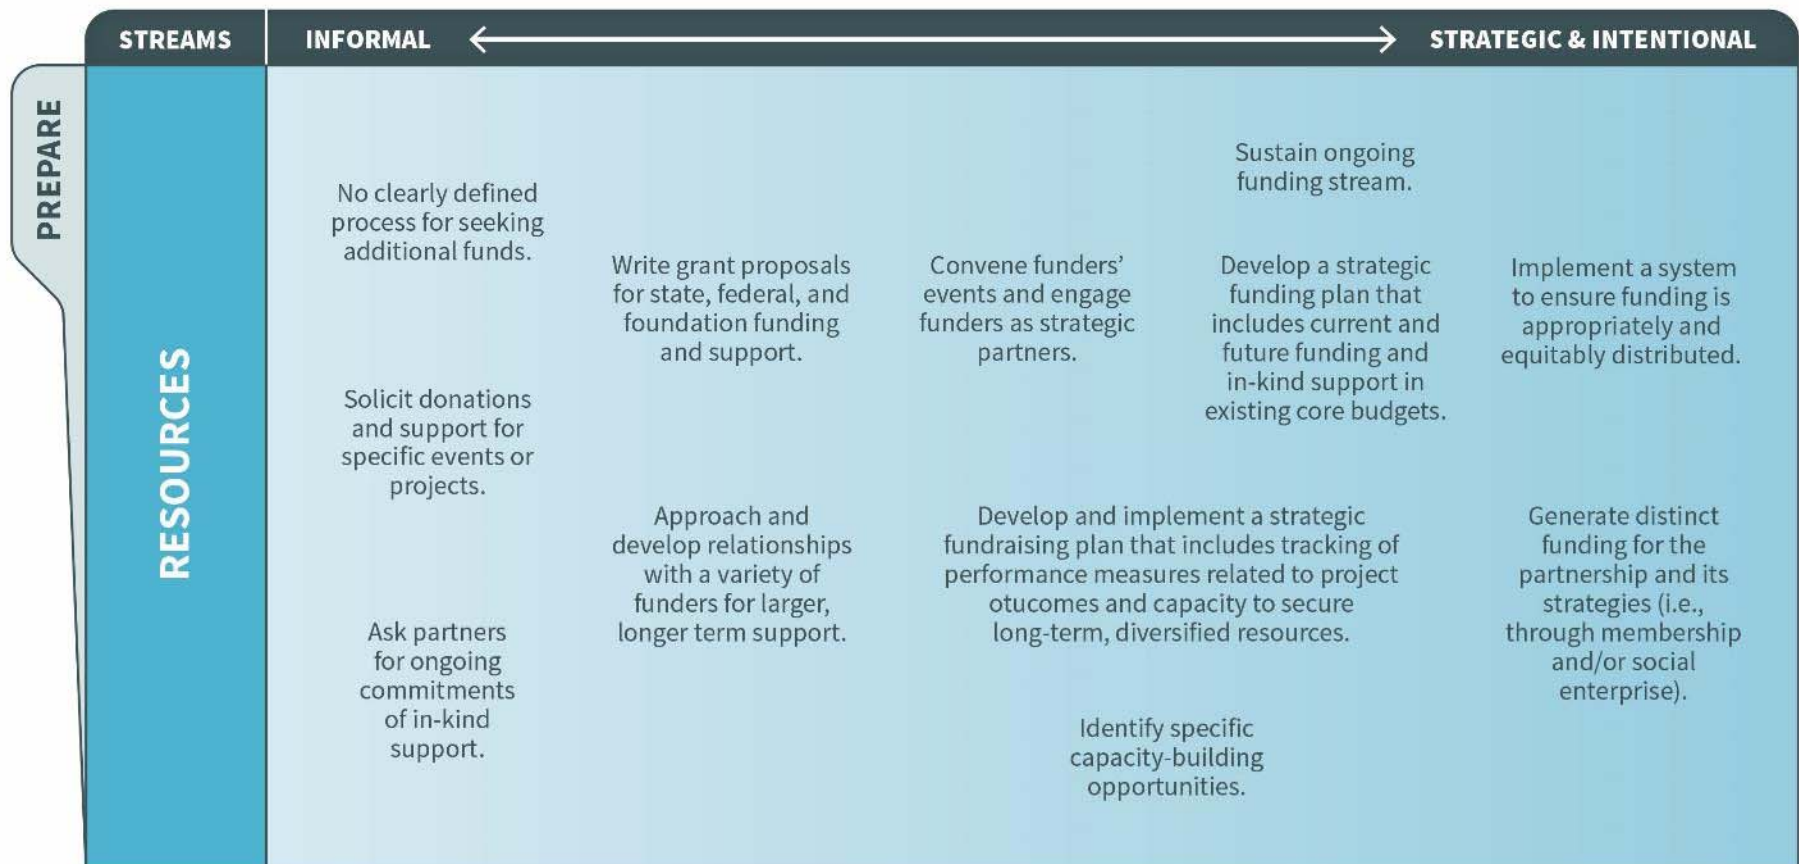 STREAMS
INFORMAL
STRATEGIC & INTENTIONAL
PREPARE
RESOURCES
No clearly defined
process for seeking
additional funds.
Solicit donations
and support for
specific events or
projects.
Ask partners
for ongoing
commitments
of in-kind
support.
Write grant proposals
for state, federal, and
foundation funding
and support.
Approach and
develop relationships
with a variety of
funders for larger,
longer term support.
Convene funders’
events and engage
funders as strategic
partners.
Sustain ongoing
funding stream.
Develop a strategic
funding plan that
includes current and
future funding and
in-kind support in
existing core budgets.
Develop and implement a strategic
fundraising plan that includes tracking of
performance measures related to project
otucomes and capacity to secure
long-term, diversified resources.
Identify specific
capacity-building
opportunities.
Implement a system
to ensure funding is
appropriately and
equitably distributed.
Generate distinct
funding for the
partnership and its
strategies (i.e.,
through membership
and/or social
enterprise).